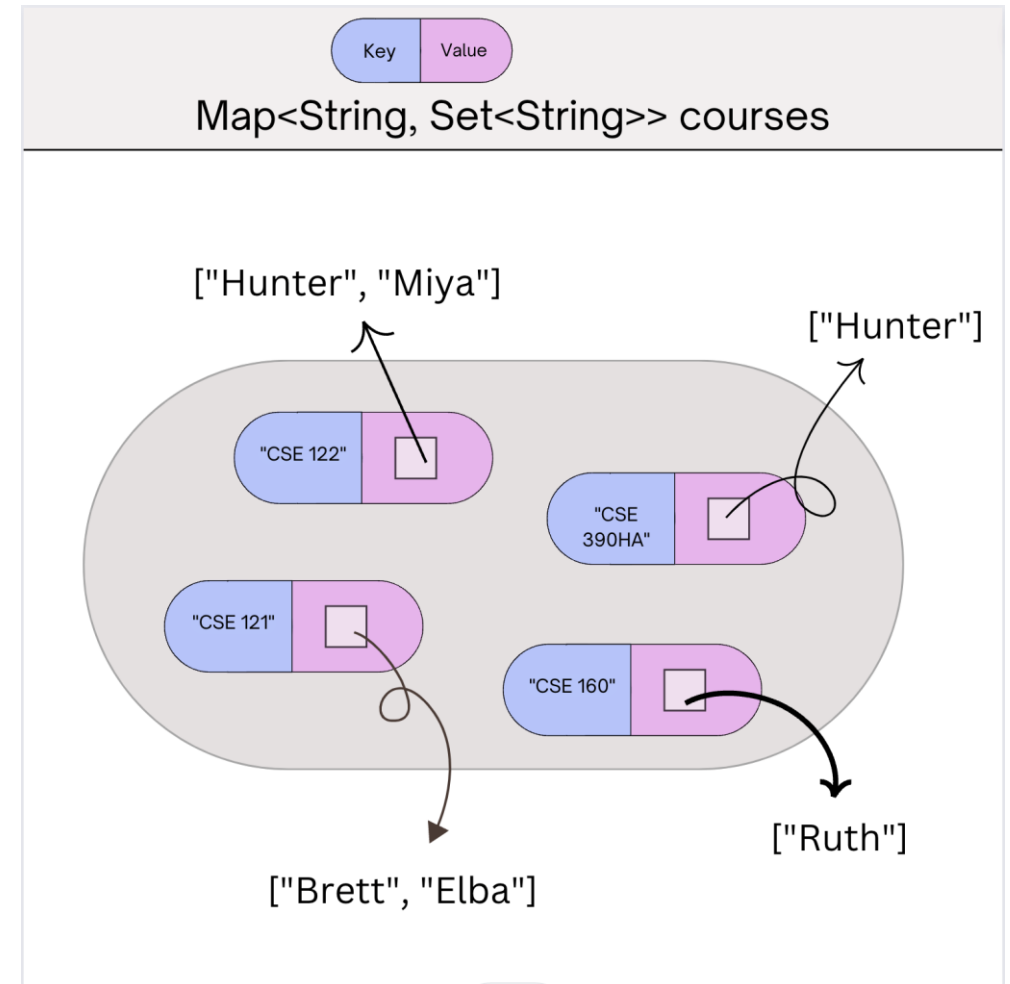 Key
Value
Map<String, Set<String>> courses
["Hunter", "Miya"]
["Hunter"]
"CSE 122"
"CSE
390HA"
"CSE 121"
"CSE 160"
["Ruth"]
["Brett", "Elba"]